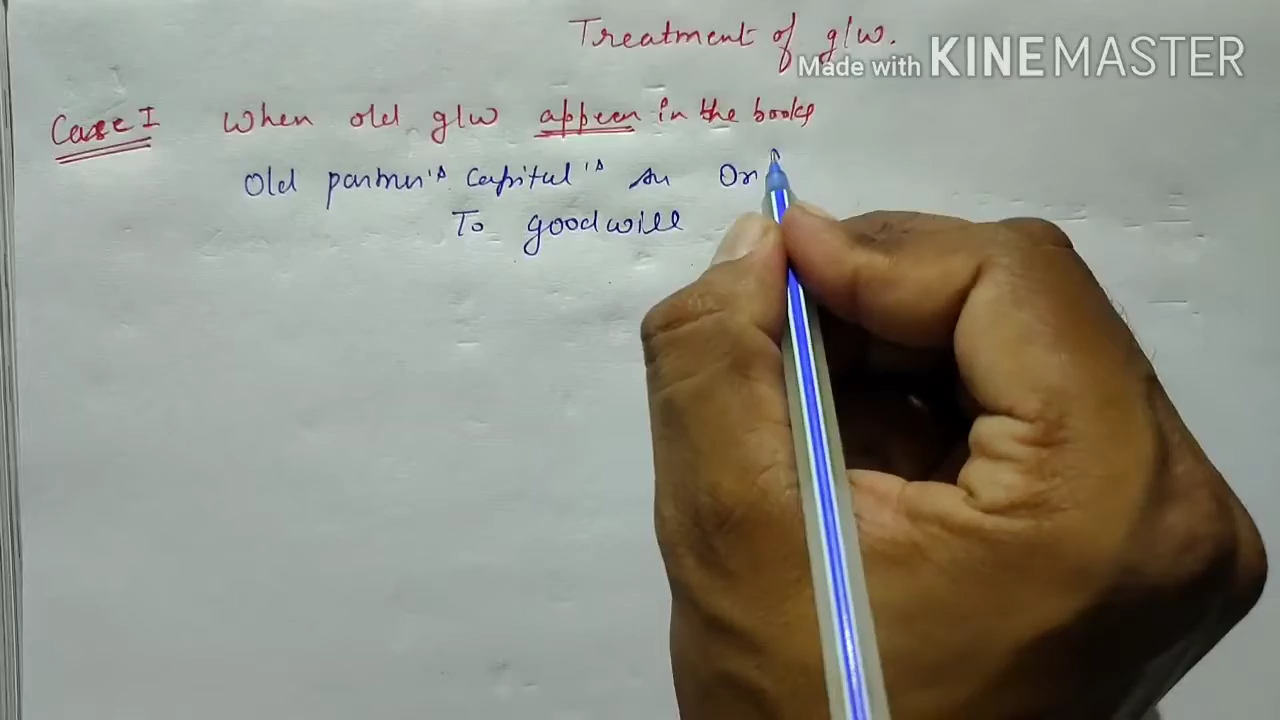 Treatment of g/w.
Made with KINEMASTER
Case I When old g/w appear in the books
Old partner's Capital's Dr
To goodwill